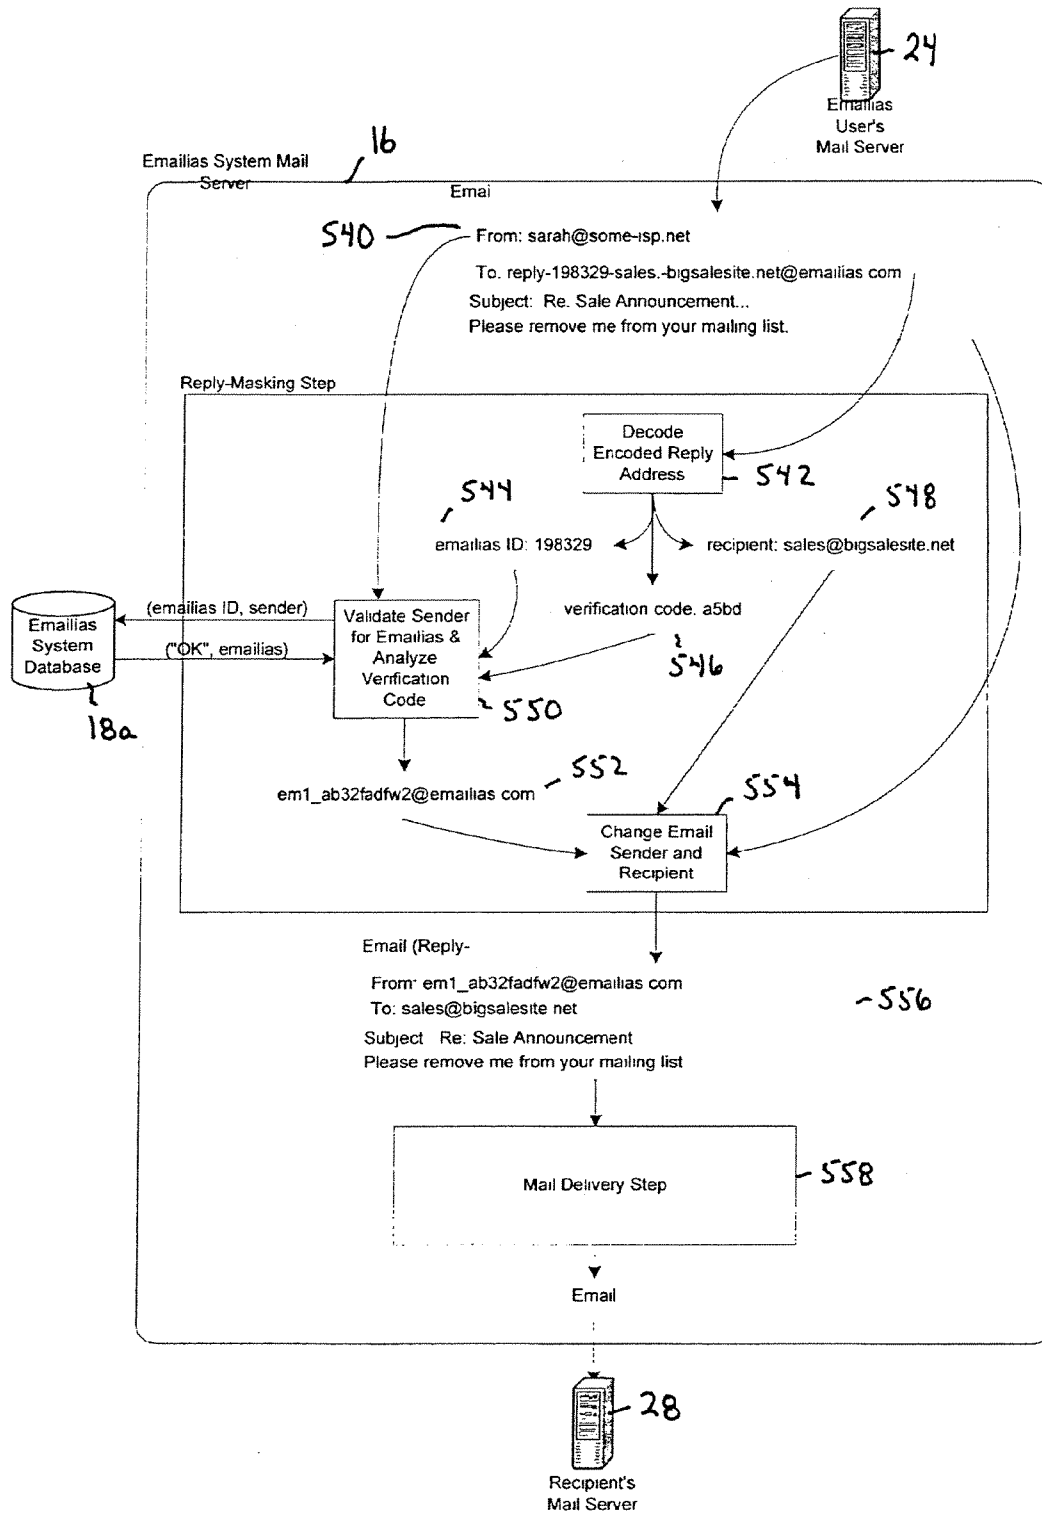 24
Emailias
User's
Mail Server
16
Emailias System Mail
Server
Emai
540
From: sarah@some-isp.net
To. reply-198329-sales.-bigsalesite.net@emailias com
Subject: Re. Sale Announcement...
Please remove me from your mailing list.
Reply-Masking Step
Decode
Encoded Reply
Address
542
544
548
emailias ID: 198329
recipient: sales@bigsalesite.net
verification code. a5bd
546
(emailias ID, sender)
("OK", emailias)
Emailias
System
Database
18a
Validate Sender
for Emailias &
Analyze
Verification
Code
550
em1_ab32fadfw2@emailias com
552
554
Change Email
Sender and
Recipient
Email (Reply-
From: em1_ab32fadfw2@emailias com
To: sales@bigsalesite net
Subject Re: Sale Announcement
Please remove me from your mailing list
556
Mail Delivery Step
558
Email
28
Recipient's
Mail Server